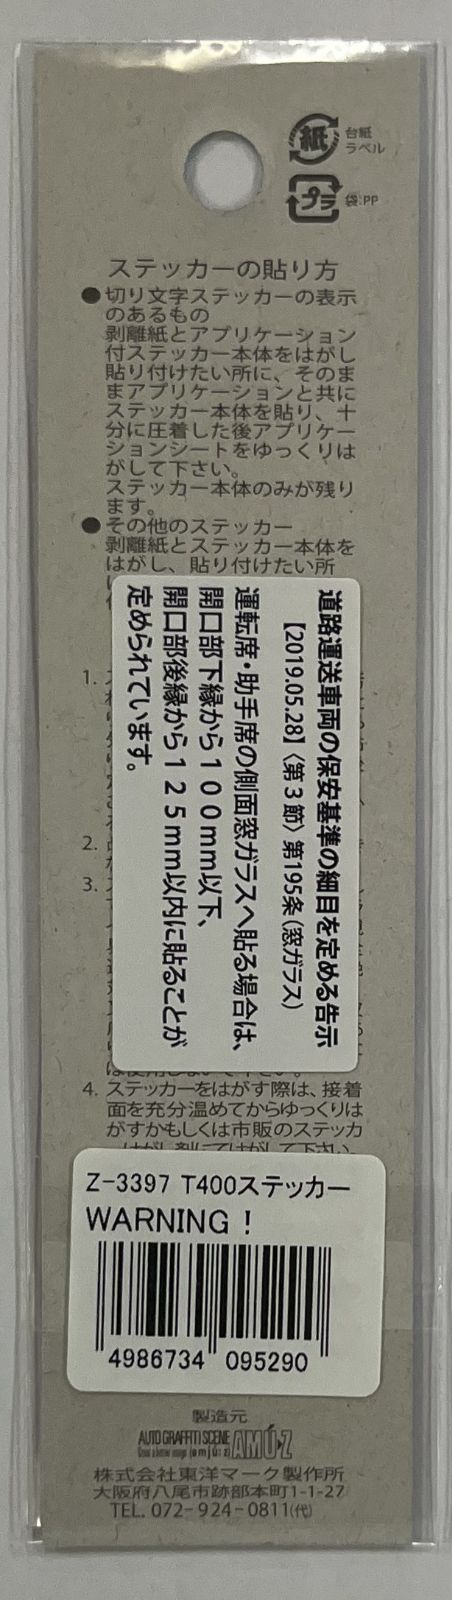 紙
台紙
ラベル
プラ
袋:PP
ステッカーの貼り方
●切り文字ステッカーの表示
のあるもの
剥離紙とアプリケーション
付ステッカー本体をはがし
貼り付けたい所に、そのま
まアプリケーションと共に
ステッカー本体を貼り、十
分に圧着した後アプリケー
ションシートをゆっくりは
がして下さい。
ステッカー本体のみが残り
ます。
●その他のステッカー
剥離紙とステッカー本体を
はがし、貼り付けたい所
道路運送車両の保安基準の細目を定める告示
【2019.05.28】〈第3節〉第195条(窓ガラス)
運転席・助手席の側面窓ガラスへ貼る場合は、
開口部下縁から100mm以下、
開口部後縁から125mm以内に貼ることが
定められています。
1.
2.
3.
4. ステッカーをはがす際は、接着
面を充分温めてからゆっくりは
がすかもしくは市販のステッカ
Z-3397 T400ステッカー
WARNING!
4986734 095290
製造元
AUTO GRAFFITI SCENE
AMÚZ
株式会社東洋マーク製作所
大阪府八尾市跡部本町1-1-27
TEL. 072-924-0811(代)